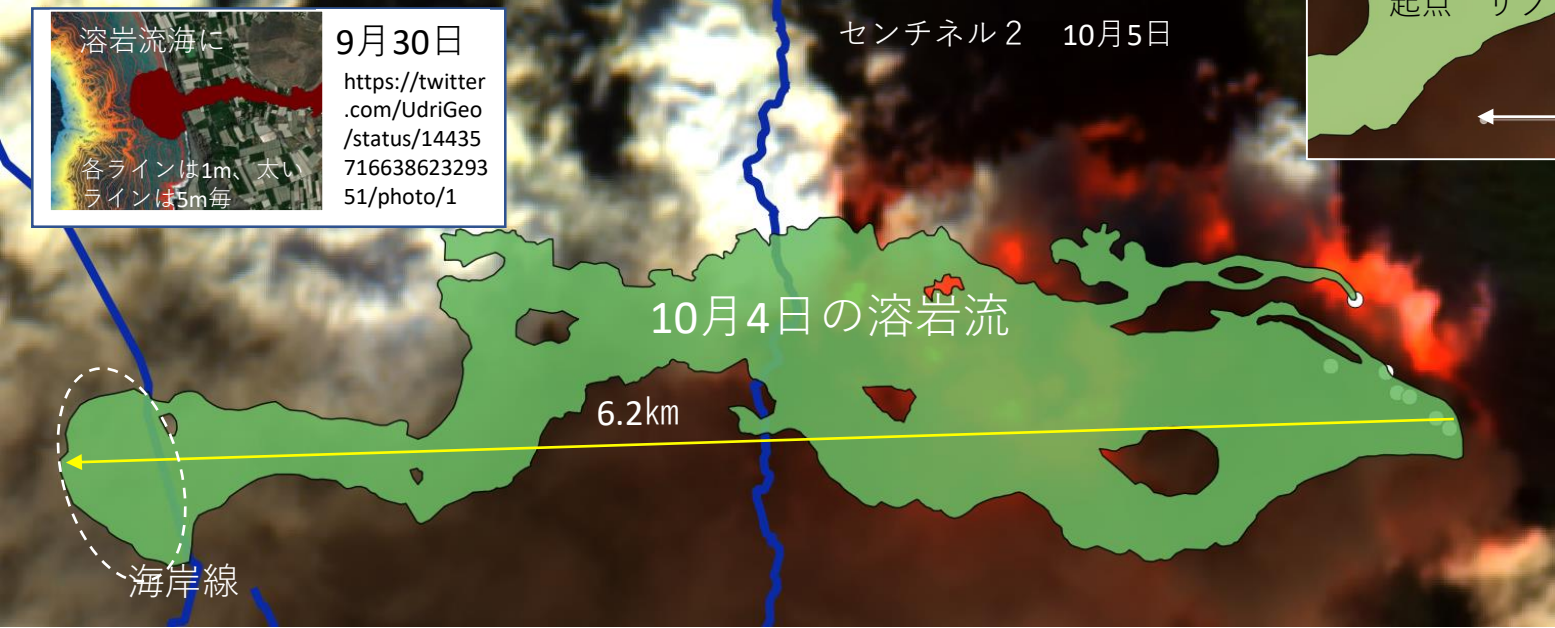 溶岩流海に
各ラインは1m、太い
ラインは5m毎
9月30日
https://twitter
.com/UdriGeo
/status/14435
716638623293
51/photo/1
センチネル2 10月5日
起点
10月4日の溶岩流
6.2㎞
海岸線